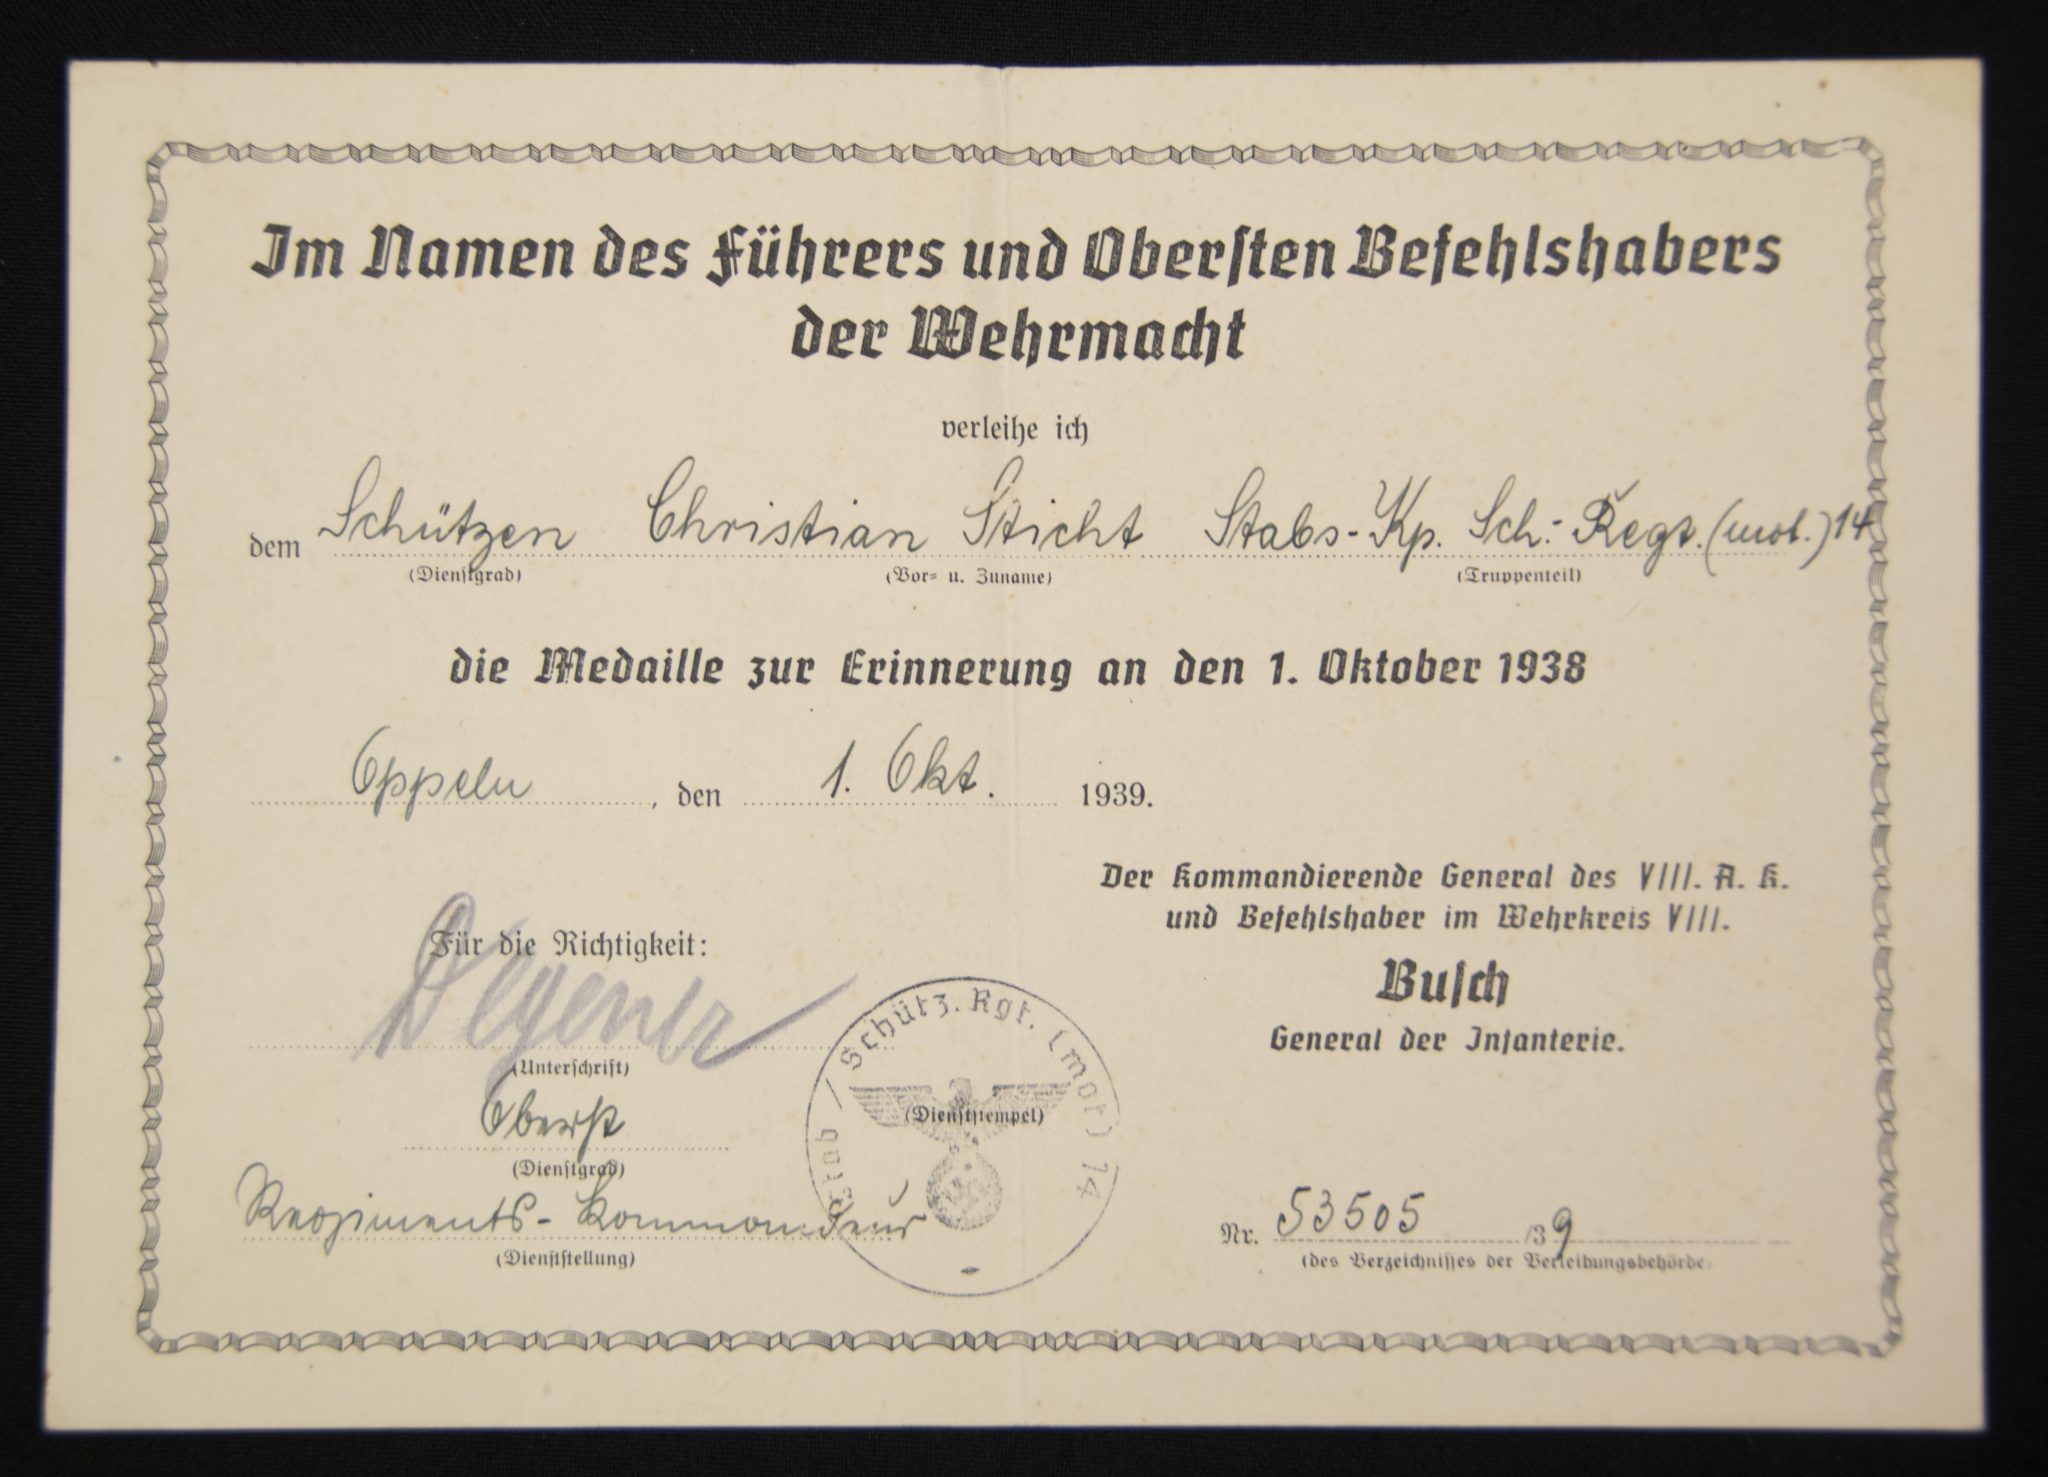 Im Namen des Führers und Obersten Befehlshabers
der Wehrmacht
verleihe ich
dem Schützen Christian Sticht Stabs-Kp. Sch.-Regt. (mot.) 14
(Dienstgrad) (Vor- u. Zuname) (Truppenteil)
die Medaille zur Erinnerung an den 1. Oktober 1938
Oppeln, den 1. Okt. 1939.
Der Kommandierende General des VIII. A. K.
und Befehlshaber im Wehrkreis VIII.
Busch
General der Infanterie.
Für die Richtigkeit:
Degener
(Unterschrift)
Oberst
(Dienstgrad)
Regiments-Kommandeur
(Dienststellung)
Stab / Schütz. Rgt. (mot) 14
(Dienststempel)
Nr. 53505 /39
(des Verzeichnisses der Verleihungsbehörde)